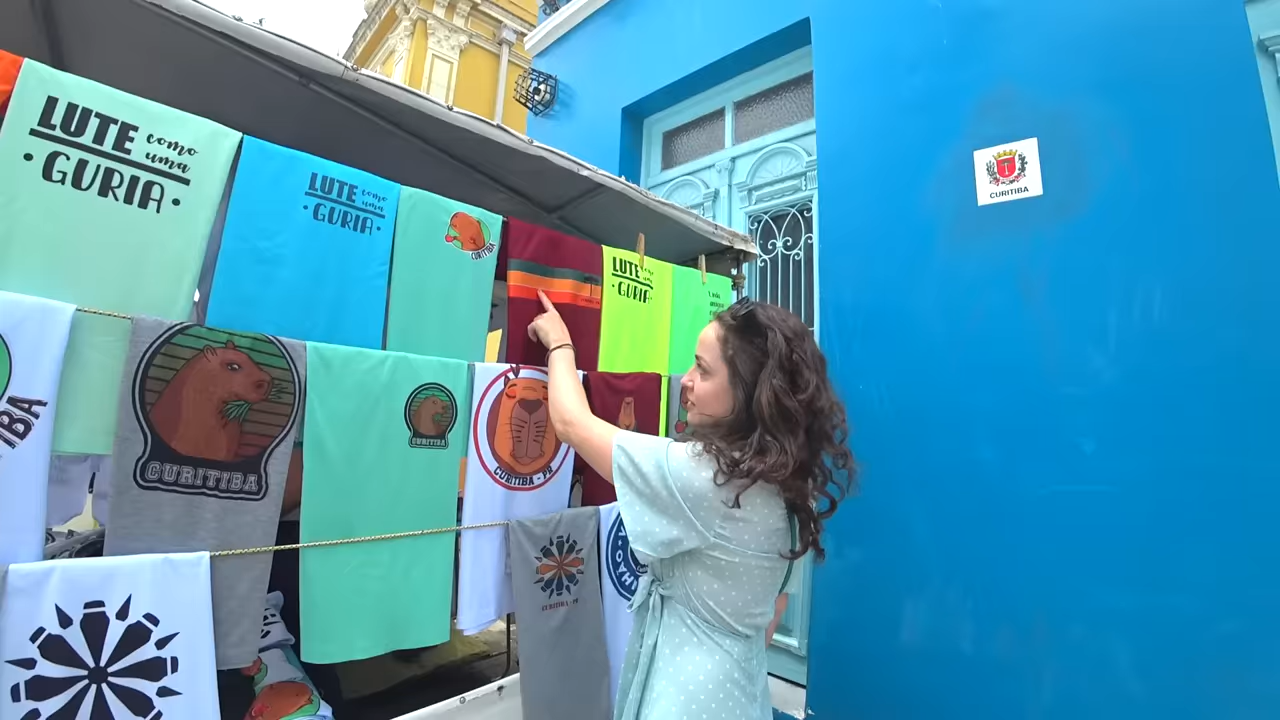 LUTE como
uma
• GURIA •
LUTE como
uma
• GURIA •
CURITIBA
LUTE como
uma
• GURIA •
CURITIBA
CURITIBA
CURITIBA
CURITIBA - PR
CURITIBA - PR